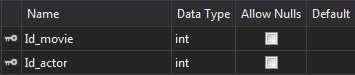 Name Data Type Allow Nulls Default
Id_movie int
Id_actor int